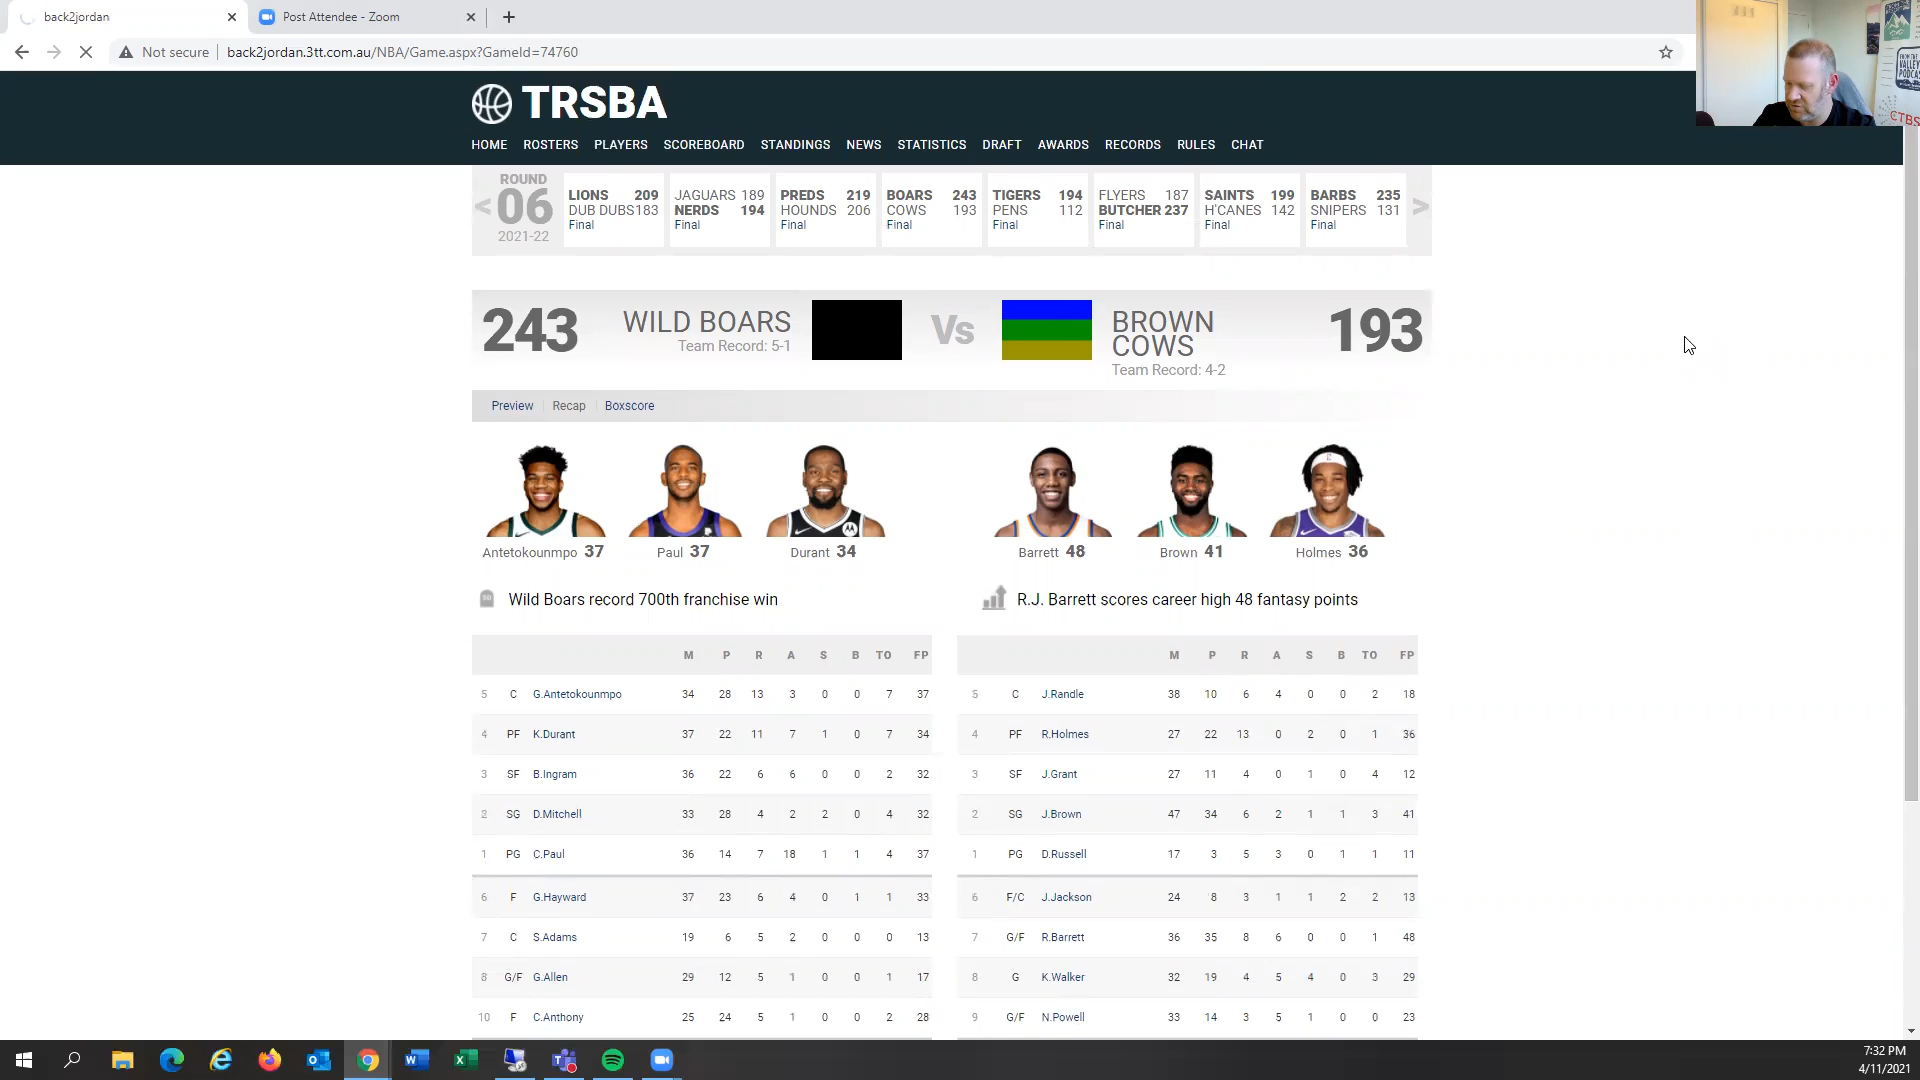 back2jordan
Post Attendee - Zoom
Not secure
back2jordan.3tt.com.au/NBA/Game.aspx?GameId=74760
FROM THE VALLEY PODCAST
CTBS
TRSBA
HOME ROSTERS PLAYERS SCOREBOARD STANDINGS NEWS STATISTICS DRAFT AWARDS RECORDS RULES CHAT
< ROUND 06 2021-22
LIONS 209
DUB DUBS183
Final
JAGUARS 189
NERDS 194
Final
PREDS 219
HOUNDS 206
Final
BOARS 243
COWS 193
Final
TIGERS 194
PENS 112
Final
FLYERS 187
BUTCHER 237
Final
SAINTS 199
H'CANES 142
Final
BARBS 235
SNIPERS 131
Final
>
243 WILD BOARS
Team Record: 5-1
Vs
BROWN COWS 193
Team Record: 4-2
Preview Recap Boxscore
Antetokounmpo 37 Paul 37 Durant 34
Barrett 48 Brown 41 Holmes 36
Wild Boars record 700th franchise win
R.J. Barrett scores career high 48 fantasy points
M P R A S B TO FP
5 C G.Antetokounmpo 34 28 13 3 0 0 7 37
4 PF K.Durant 37 22 11 7 1 0 7 34
3 SF B.Ingram 36 22 6 6 0 0 2 32
2 SG D.Mitchell 33 28 4 2 2 0 4 32
1 PG C.Paul 36 14 7 18 1 1 4 37
6 F G.Hayward 37 23 6 4 0 1 1 33
7 C S.Adams 19 6 5 2 0 0 0 13
8 G/F G.Allen 29 12 5 1 0 0 1 17
10 F C.Anthony 25 24 5 1 0 0 2 28
M P R A S B TO FP
5 C J.Randle 38 10 6 4 0 0 2 18
4 PF R.Holmes 27 22 13 0 2 0 1 36
3 SF J.Grant 27 11 4 0 1 0 4 12
2 SG J.Brown 47 34 6 2 1 1 3 41
1 PG D.Russell 17 3 5 3 0 1 1 11
6 F/C J.Jackson 24 8 3 1 1 2 2 13
7 G/F R.Barrett 36 35 8 6 0 0 1 48
8 G K.Walker 32 19 4 5 4 0 3 29
9 G/F N.Powell 33 14 3 5 1 0 0 23
7:32 PM
4/11/2021